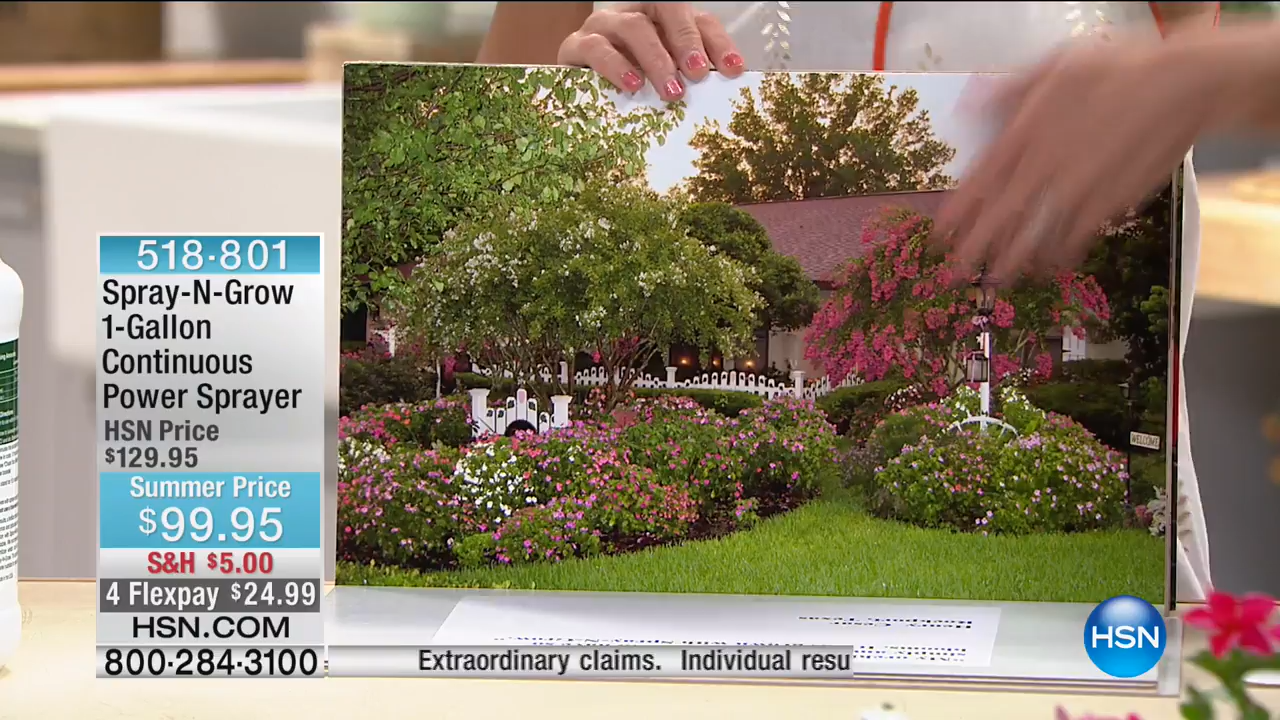 518·801
Spray-N-Grow
1-Gallon
Continuous
Power Sprayer
HSN Price
$129.95
Summer Price
$99.95
S&H $5.00
4 Flexpay $24.99
HSN.COM
800·284·3100
WELCOME
HSN
Extraordinary claims. Individual resu